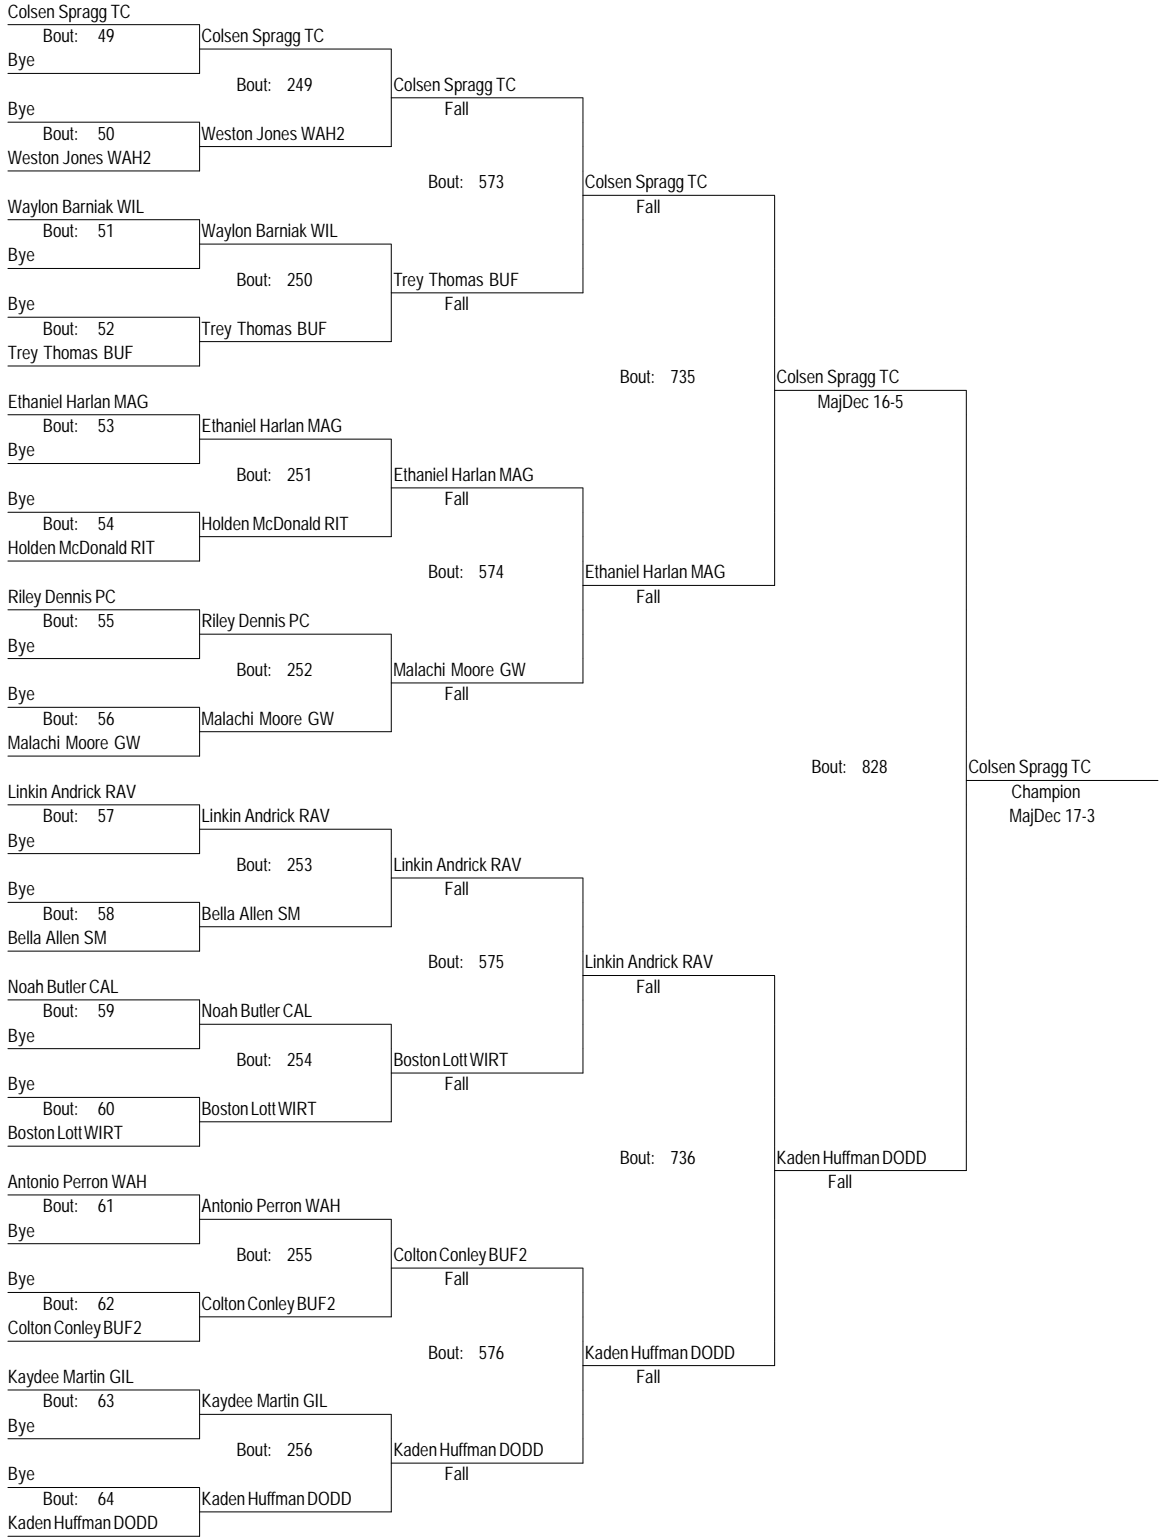 Colsen Spragg TC
Bout: 49 Colsen Spragg TC
Bye
Bout: 249 Colsen Spragg TC
Bye Fall
Bout: 50 Weston Jones WAH2
Weston Jones WAH2
Bout: 573 Colsen Spragg TC
Waylon Barniak WIL Fall
Bout: 51 Waylon Barniak WIL
Bye
Bout: 250 Trey Thomas BUF
Bye Fall
Bout: 52 Trey Thomas BUF
Trey Thomas BUF
Bout: 735 Colsen Spragg TC
Ethaniel Harlan MAG MajDec 16-5
Bout: 53 Ethaniel Harlan MAG
Bye
Bout: 251 Ethaniel Harlan MAG
Bye Fall
Bout: 54 Holden McDonald RIT
Holden McDonald RIT
Bout: 574 Ethaniel Harlan MAG
Riley Dennis PC Fall
Bout: 55 Riley Dennis PC
Bye
Bout: 252 Malachi Moore GW
Bye Fall
Bout: 56 Malachi Moore GW
Malachi Moore GW
Bout: 828 Colsen Spragg TC
Linkin Andrick RAV Champion
Bout: 57 Linkin Andrick RAV MajDec 17-3
Bye
Bout: 253 Linkin Andrick RAV
Bye Fall
Bout: 58 Bella Allen SM
Bella Allen SM
Bout: 575 Linkin Andrick RAV
Noah Butler CAL Fall
Bout: 59 Noah Butler CAL
Bye
Bout: 254 Boston Lott WIRT
Bye Fall
Bout: 60 Boston Lott WIRT
Boston Lott WIRT
Bout: 736 Kaden Huffman DODD
Antonio Perron WAH Fall
Bout: 61 Antonio Perron WAH
Bye
Bout: 255 Colton Conley BUF2
Bye Fall
Bout: 62 Colton Conley BUF2
Colton Conley BUF2
Bout: 576 Kaden Huffman DODD
Kaydee Martin GIL Fall
Bout: 63 Kaydee Martin GIL
Bye
Bout: 256 Kaden Huffman DODD
Bye Fall
Bout: 64 Kaden Huffman DODD
Kaden Huffman DODD